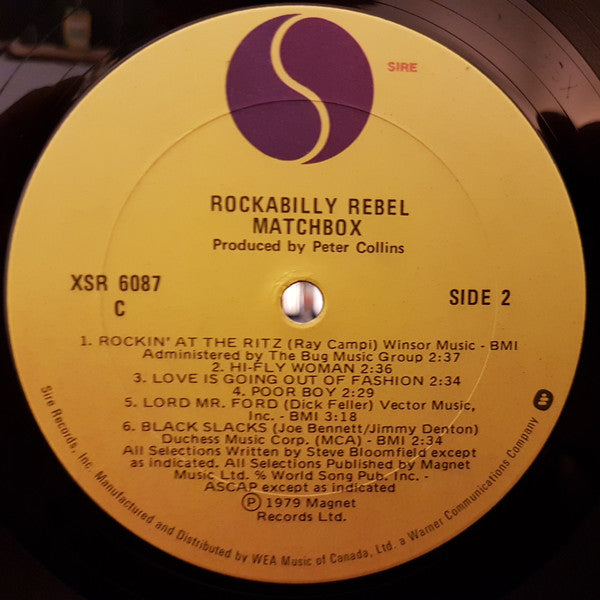 SIRE
ROCKABILLY REBEL
MATCHBOX
Produced by Peter Collins
XSR 6087
C
SIDE 2
1. ROCKIN' AT THE RITZ (Ray Campi) Winsor Music - BMI
Administered by The Bug Music Group 2:37
2. HI-FLY WOMAN 2:36
3. LOVE IS GOING OUT OF FASHION 2:34
4. POOR BOY 2:29
5. LORD MR. FORD (Dick Feller) Vector Music,
Inc. - BMI 3:18
6. BLACK SLACKS (Joe Bennett/Jimmy Denton)
Duchess Music Corp. (MCA) - BMI 2:34
All Selections Written by Steve Bloomfield except
as indicated. All Selections Published by Magnet
Music Ltd. % World Song Pub. Inc. -
ASCAP except as indicated
Ⓟ 1979 Magnet
Records Ltd.
Sire Records, Inc. Manufactured and Distributed by WEA Music of Canada, Ltd. a Warner Communications Company